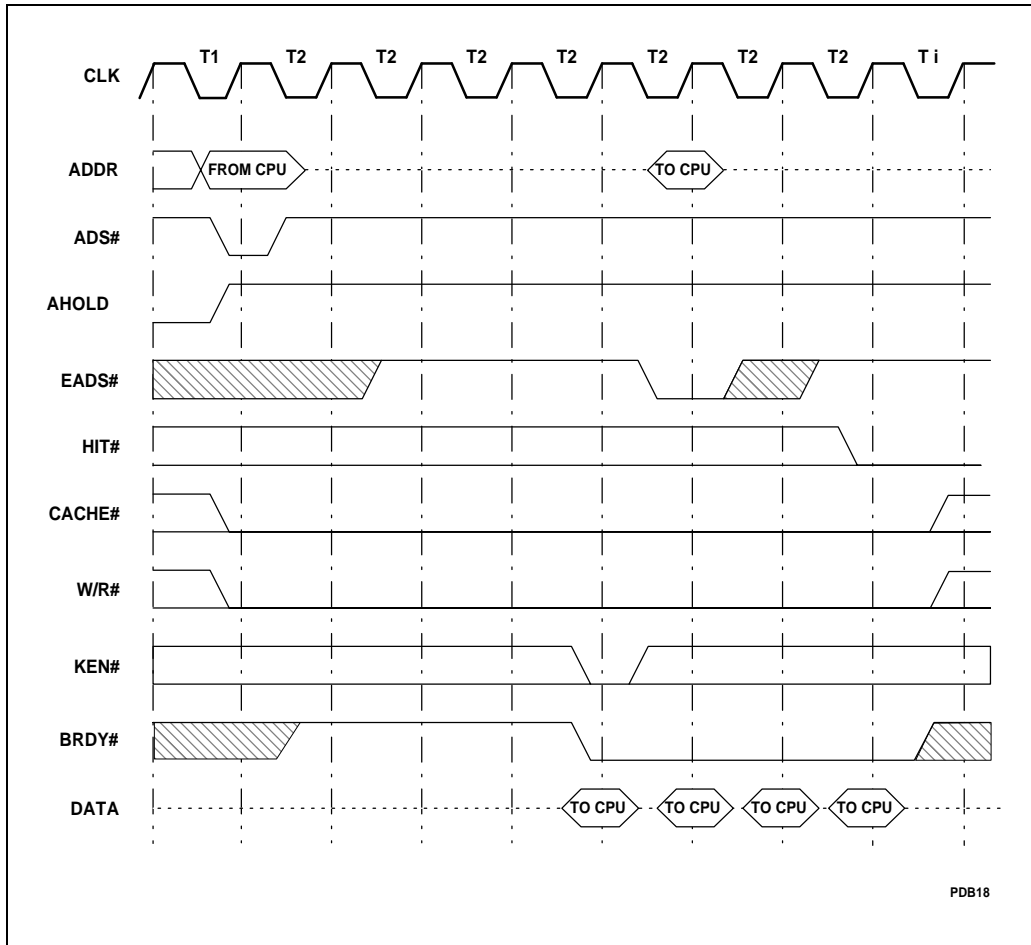 T1 T2 T2 T2 T2 T2 T2 T2 T i
CLK
ADDR FROM CPU TO CPU
ADS#
AHOLD
EADS#
HIT#
CACHE#
W/R#
KEN#
BRDY#
DATA TO CPU TO CPU TO CPU TO CPU
PDB18